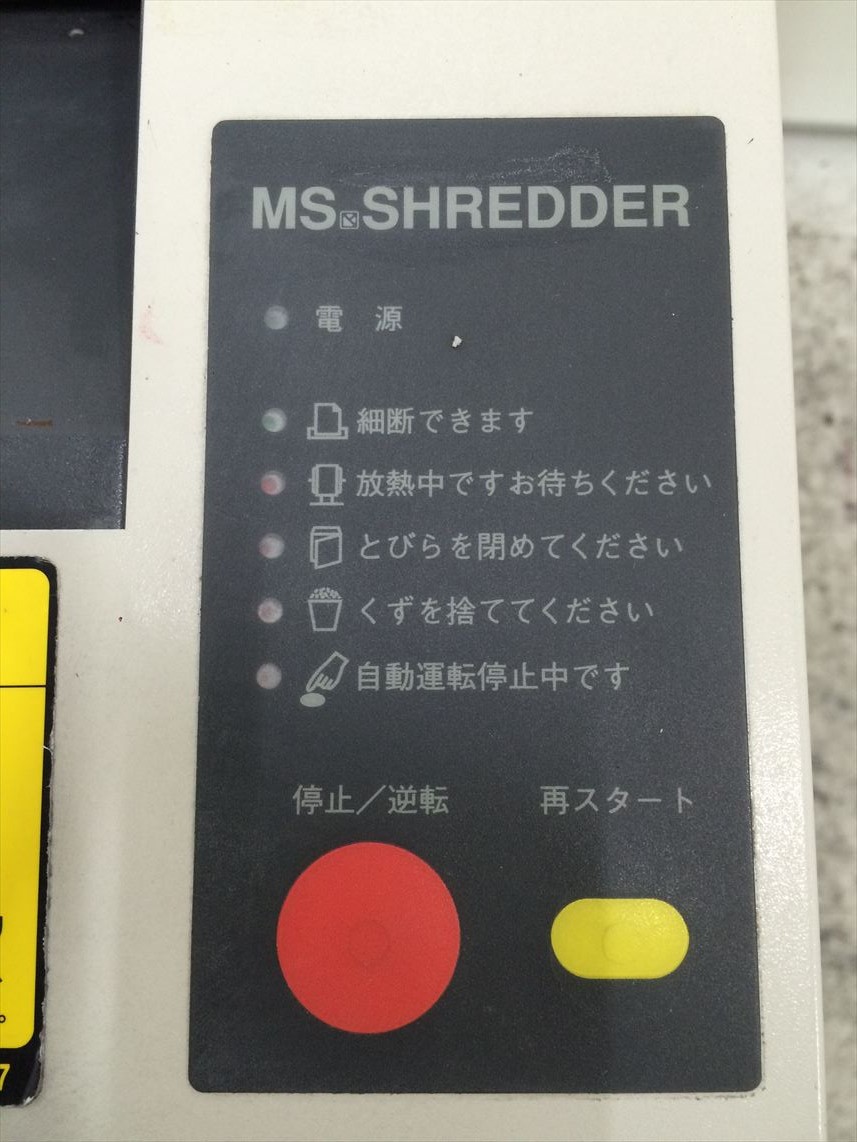 MS SHREDDER
電 源
細断できます
放熱中ですお待ちください
とびらを閉めてください
くずを捨ててください
自動運転停止中です
停止／逆転 再スタート
。
7